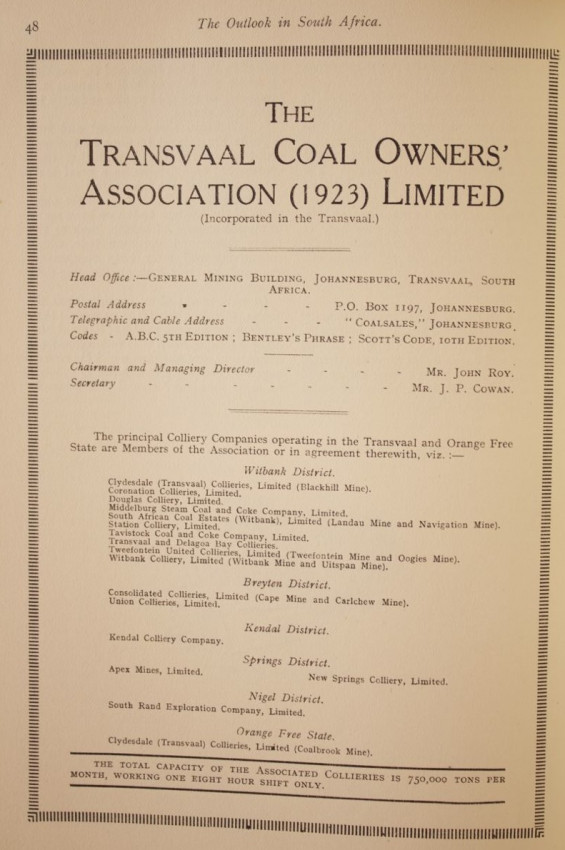 48
The Outlook in South Africa.
THE
TRANSVAAL COAL OWNERS'
ASSOCIATION (1923) LIMITED
(Incorporated in the Transvaal.)
Head Office :—GENERAL MINING BUILDING, JOHANNESBURG, TRANSVAAL, SOUTH
AFRICA.
Postal Address - - - - P.O. BOX 1197, JOHANNESBURG.
Telegraphic and Cable Address - - - "COALSALES," JOHANNESBURG.
Codes - A.B.C. 5TH EDITION ; BENTLEY'S PHRASE ; SCOTT'S CODE, 10TH EDITION.
Chairman and Managing Director - - - - MR. JOHN ROY.
Secretary - - - - - - - MR. J. P. COWAN.
The principal Colliery Companies operating in the Transvaal and Orange Free
State are Members of the Association or in agreement therewith, viz. :—
Witbank District.
Clydesdale (Transvaal) Collieries, Limited (Blackhill Mine).
Coronation Collieries, Limited.
Douglas Colliery, Limited.
Middelburg Steam Coal and Coke Company, Limited.
South African Coal Estates (Witbank), Limited (Landau Mine and Navigation Mine).
Station Colliery, Limited.
Tavistock Coal and Coke Company, Limited.
Transvaal and Delagoa Bay Collieries.
Tweefontein United Collieries, Limited (Tweefontein Mine and Oogies Mine).
Witbank Colliery, Limited (Witbank Mine and Uitspan Mine).
Breyten District.
Consolidated Collieries, Limited (Cape Mine and Carlchew Mine).
Union Collieries, Limited.
Kendal District.
Kendal Colliery Company.
Springs District.
Apex Mines, Limited. New Springs Colliery, Limited.
Nigel District.
South Rand Exploration Company, Limited.
Orange Free State.
Clydesdale (Transvaal) Collieries, Limited (Coalbrook Mine).
THE TOTAL CAPACITY OF THE ASSOCIATED COLLIERIES IS 750,000 TONS PER
MONTH, WORKING ONE EIGHT HOUR SHIFT ONLY.